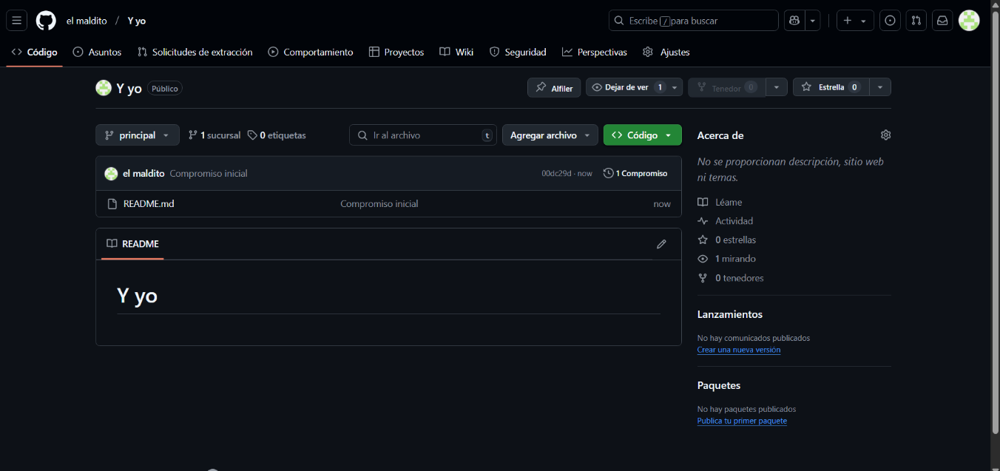 el maldito / Y yo
Escribe / para buscar
Código
Asuntos
Solicitudes de extracción
Comportamiento
Proyectos
Wiki
Seguridad
Perspectivas
Ajustes
Y yo
Público
Alfiler
Dejar de ver 1
Tenedor 0
Estrella 0
principal
1 sucursal
0 etiquetas
Ir al archivo
t
Agregar archivo
Código
el maldito Compromiso inicial
00dc29d · now
1 Compromiso
README.md
Compromiso inicial
now
README
Y yo
Acerca de
No se proporcionan descripción, sitio web
ni temas.
Léame
Actividad
0 estrellas
1 mirando
0 tenedores
Lanzamientos
No hay comunicados publicados
Crear una nueva versión
Paquetes
No hay paquetes publicados
Publica tu primer paquete